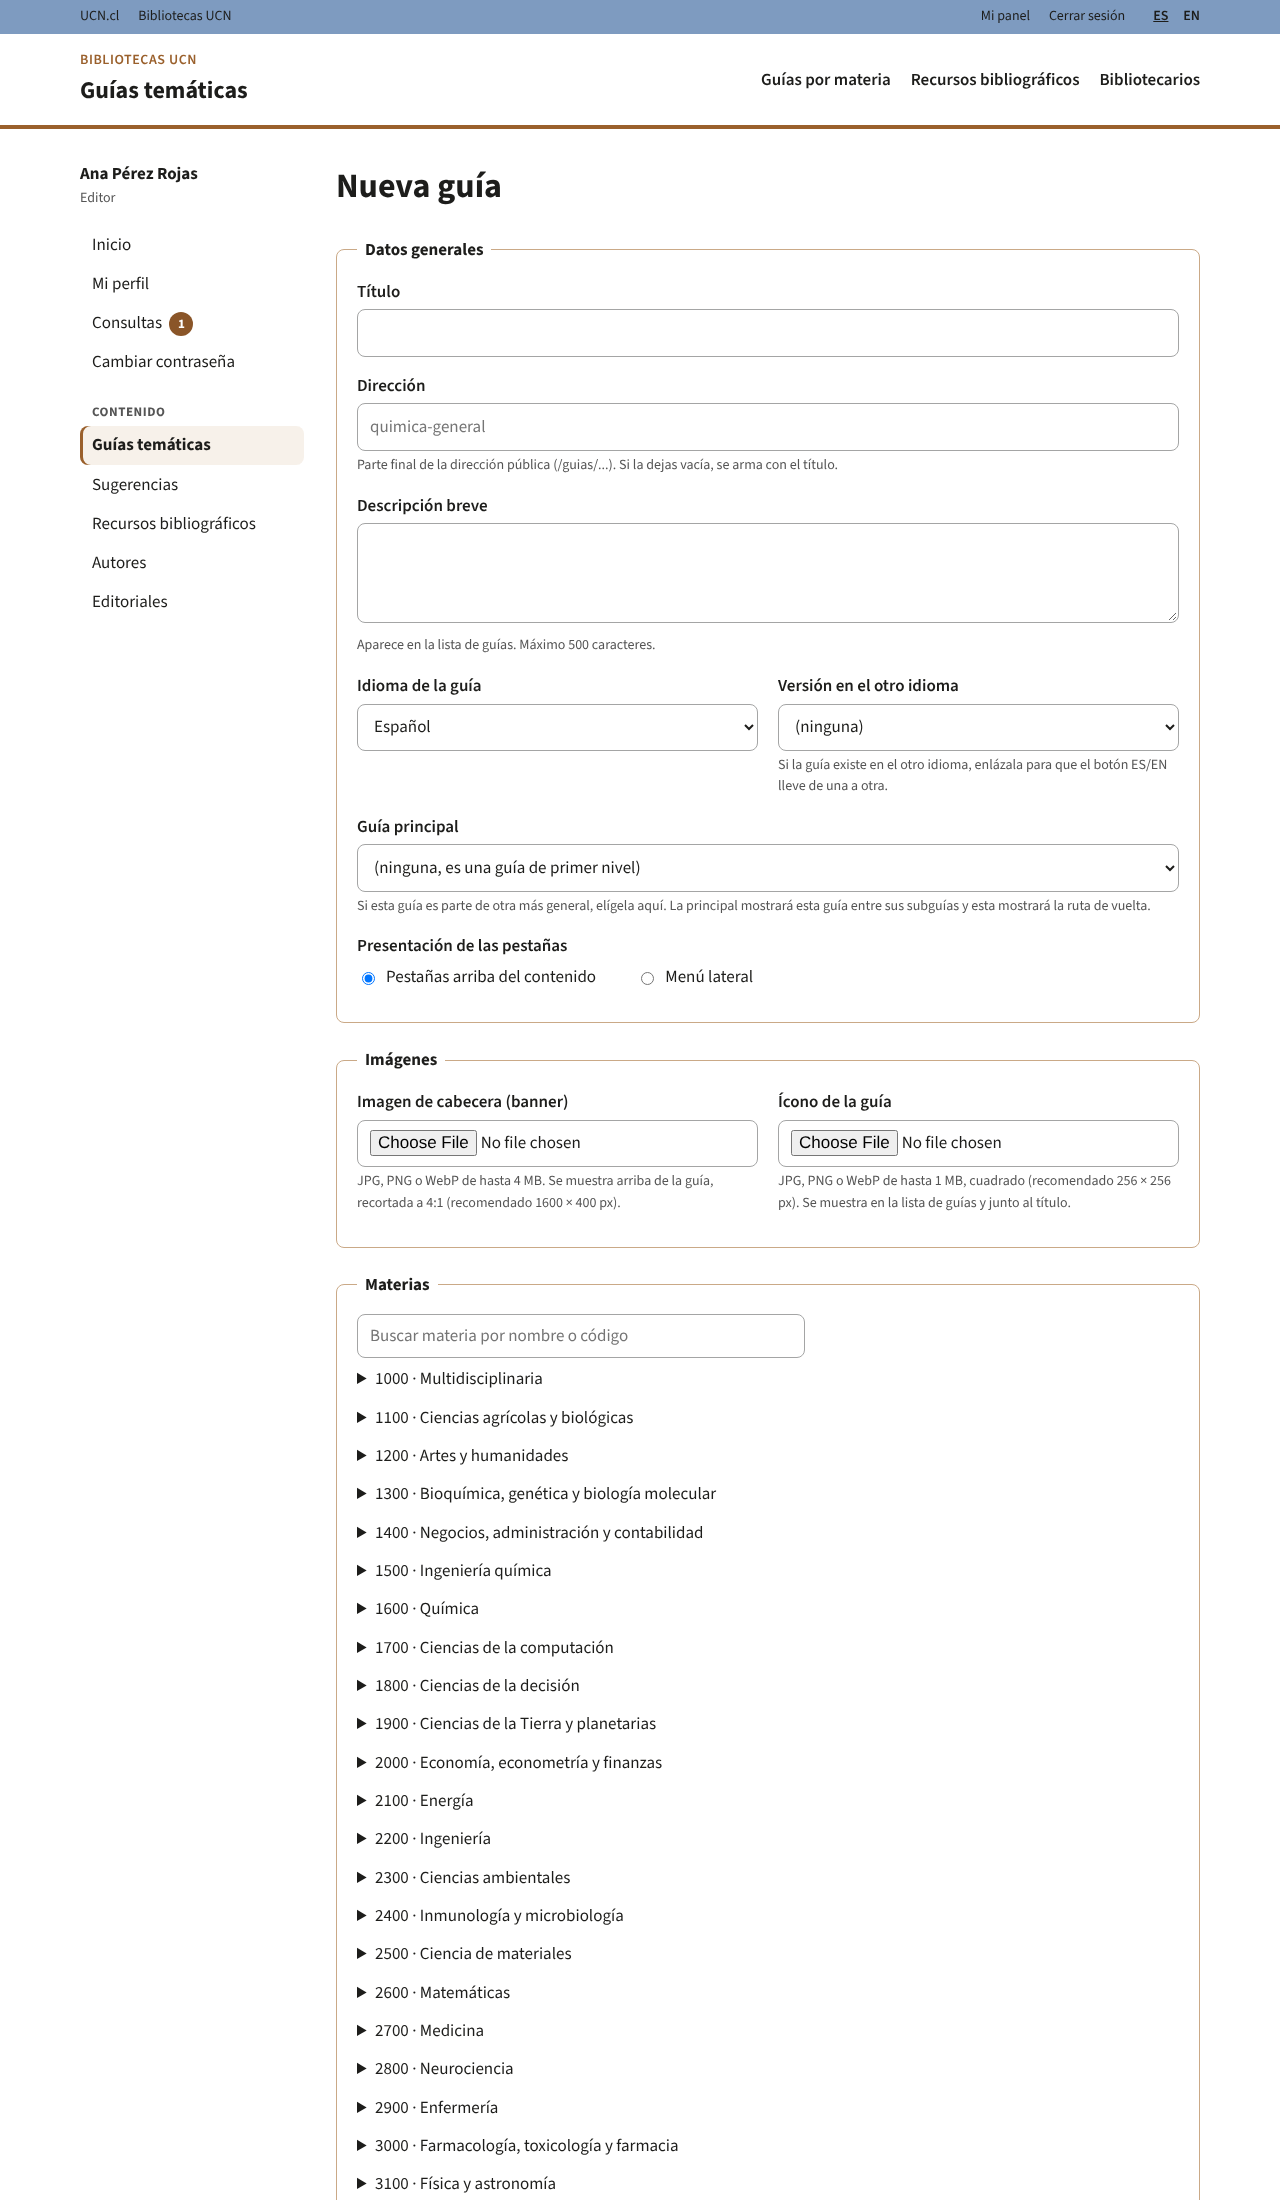 UCN.cl Bibliotecas UCN Mi panel Cerrar sesión ES EN
BIBLIOTECAS UCN
Guías temáticas
Guías por materia Recursos bibliográficos Bibliotecarios
Ana Pérez Rojas
Editor
Inicio
Mi perfil
Consultas 1
Cambiar contraseña
CONTENIDO
Guías temáticas
Sugerencias
Recursos bibliográficos
Autores
Editoriales
Nueva guía
Datos generales
Título
Dirección
quimica-general
Parte final de la dirección pública (/guias/...). Si la dejas vacía, se arma con el título.
Descripción breve
Aparece en la lista de guías. Máximo 500 caracteres.
Idioma de la guía
Español
Versión en el otro idioma
(ninguna)
Si la guía existe en el otro idioma, enlázala para que el botón ES/EN
lleve de una a otra.
Guía principal
(ninguna, es una guía de primer nivel)
Si esta guía es parte de otra más general, elígela aquí. La principal mostrará esta guía entre sus subguías y esta mostrará la ruta de vuelta.
Presentación de las pestañas
Pestañas arriba del contenido Menú lateral
Imágenes
Imagen de cabecera (banner)
Choose File No file chosen
JPG, PNG o WebP de hasta 4 MB. Se muestra arriba de la guía,
recortada a 4:1 (recomendado 1600 × 400 px).
Ícono de la guía
Choose File No file chosen
JPG, PNG o WebP de hasta 1 MB, cuadrado (recomendado 256 × 256
px). Se muestra en la lista de guías y junto al título.
Materias
Buscar materia por nombre o código
1000 · Multidisciplinaria
1100 · Ciencias agrícolas y biológicas
1200 · Artes y humanidades
1300 · Bioquímica, genética y biología molecular
1400 · Negocios, administración y contabilidad
1500 · Ingeniería química
1600 · Química
1700 · Ciencias de la computación
1800 · Ciencias de la decisión
1900 · Ciencias de la Tierra y planetarias
2000 · Economía, econometría y finanzas
2100 · Energía
2200 · Ingeniería
2300 · Ciencias ambientales
2400 · Inmunología y microbiología
2500 · Ciencia de materiales
2600 · Matemáticas
2700 · Medicina
2800 · Neurociencia
2900 · Enfermería
3000 · Farmacología, toxicología y farmacia
3100 · Física y astronomía